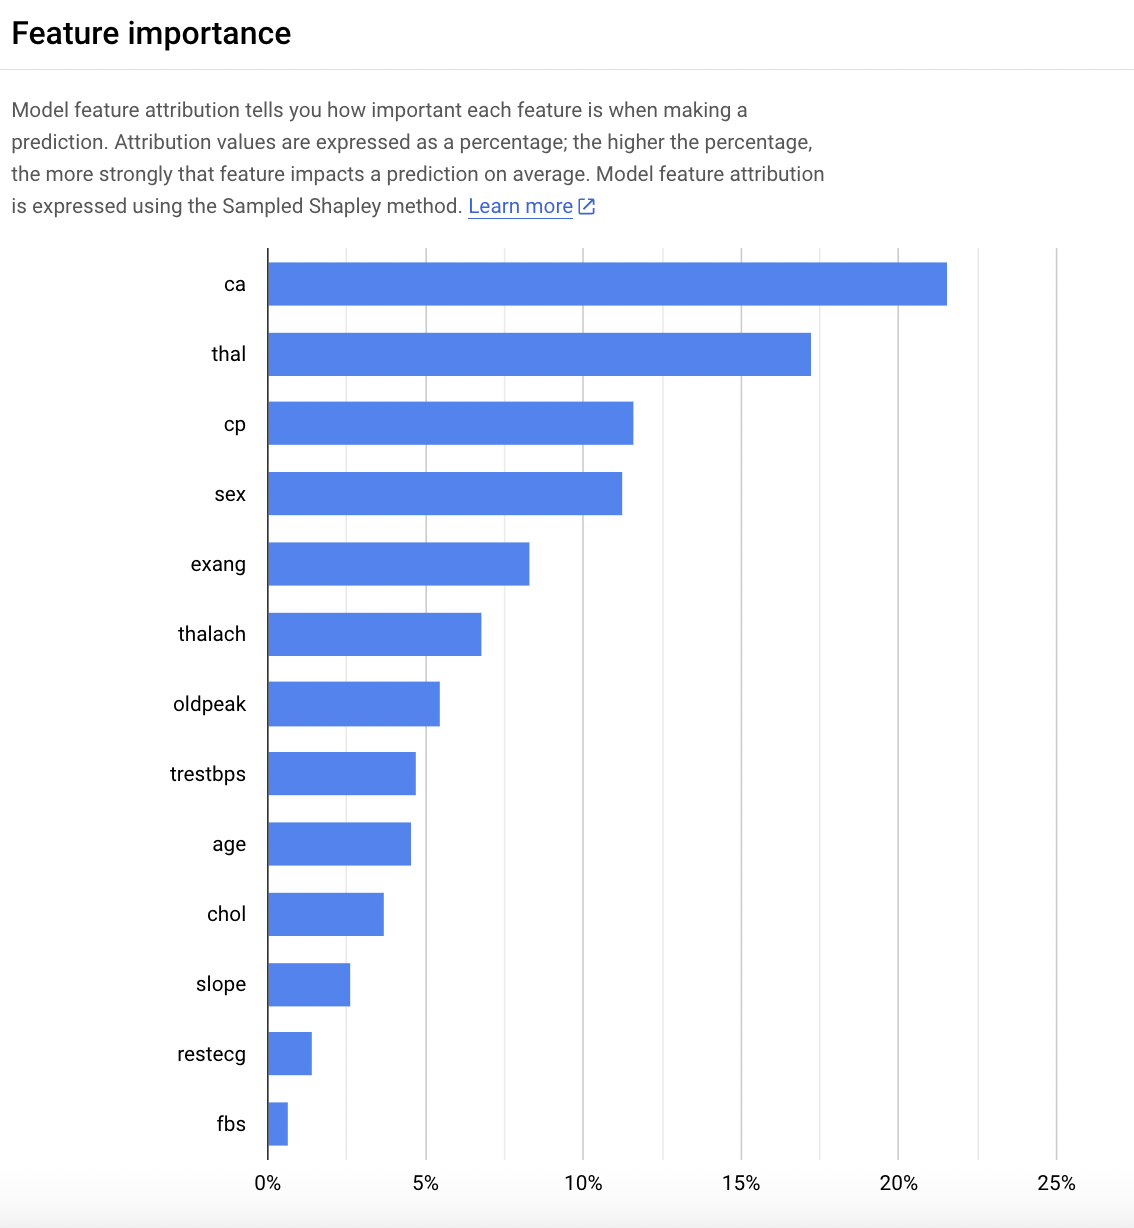 Feature importance
Model feature attribution tells you how important each feature is when making a
prediction. Attribution values are expressed as a percentage; the higher the percentage,
the more strongly that feature impacts a prediction on average. Model feature attribution
is expressed using the Sampled Shapley method. Learn more
ca
thal
cp
sex
exang
thalach
oldpeak
trestbps
age
chol
slope
restecg
fbs
0% 5% 10% 15% 20% 25%